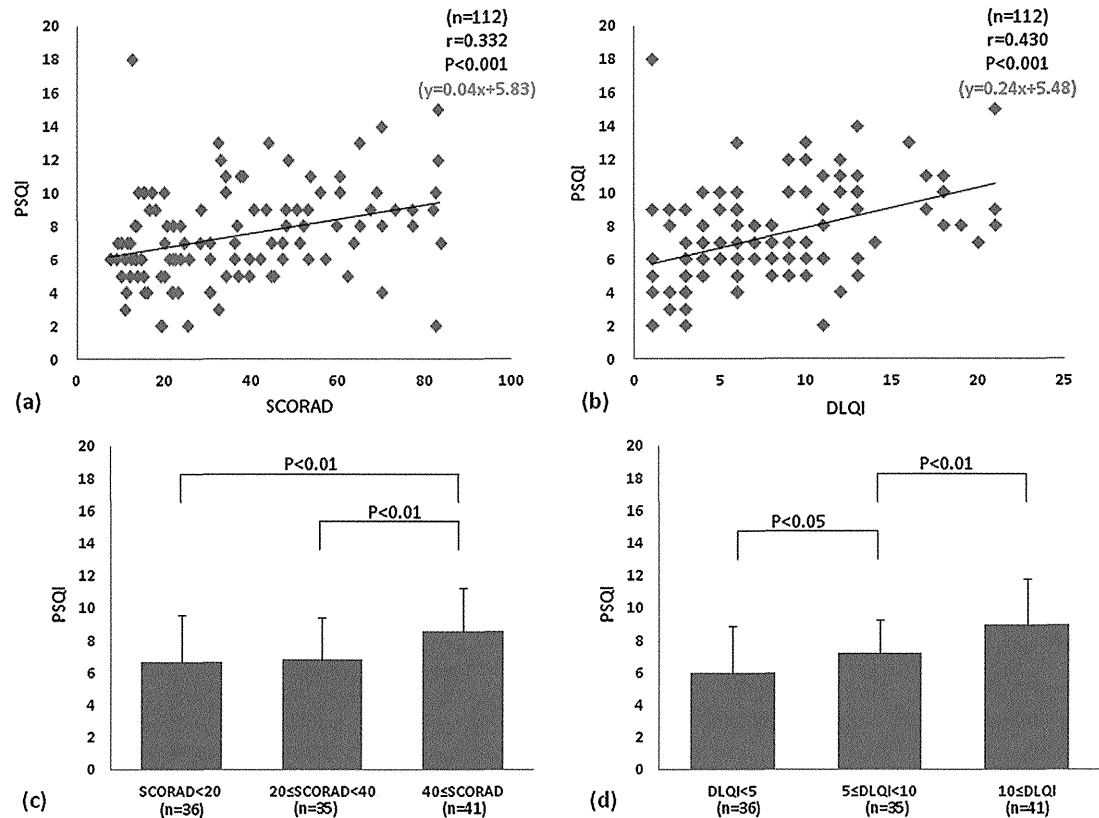 (n=112)
r=0.332
P<0.001
(y=0.04x+5.83)
20
18
16
14
12
10
8
6
4
2
0
PSQI
0 20 40 60 80 100
SCORAD
(a)
(n=112)
r=0.430
P<0.001
(y=0.24x+5.48)
20
18
16
14
12
10
8
6
4
2
0
PSQI
0 5 10 15 20 25
DLQI
(b)
20
18
16
14
12
10
8
6
4
2
0
PSQI
P<0.01
P<0.01
SCORAD<20 20≤SCORAD<40 40≤SCORAD
(n=36) (n=35) (n=41)
(c)
20
18
16
14
12
10
8
6
4
2
0
PSQI
P<0.01
P<0.05
DLQI<5 5≤DLQI<10 10≤DLQI
(n=36) (n=35) (n=41)
(d)